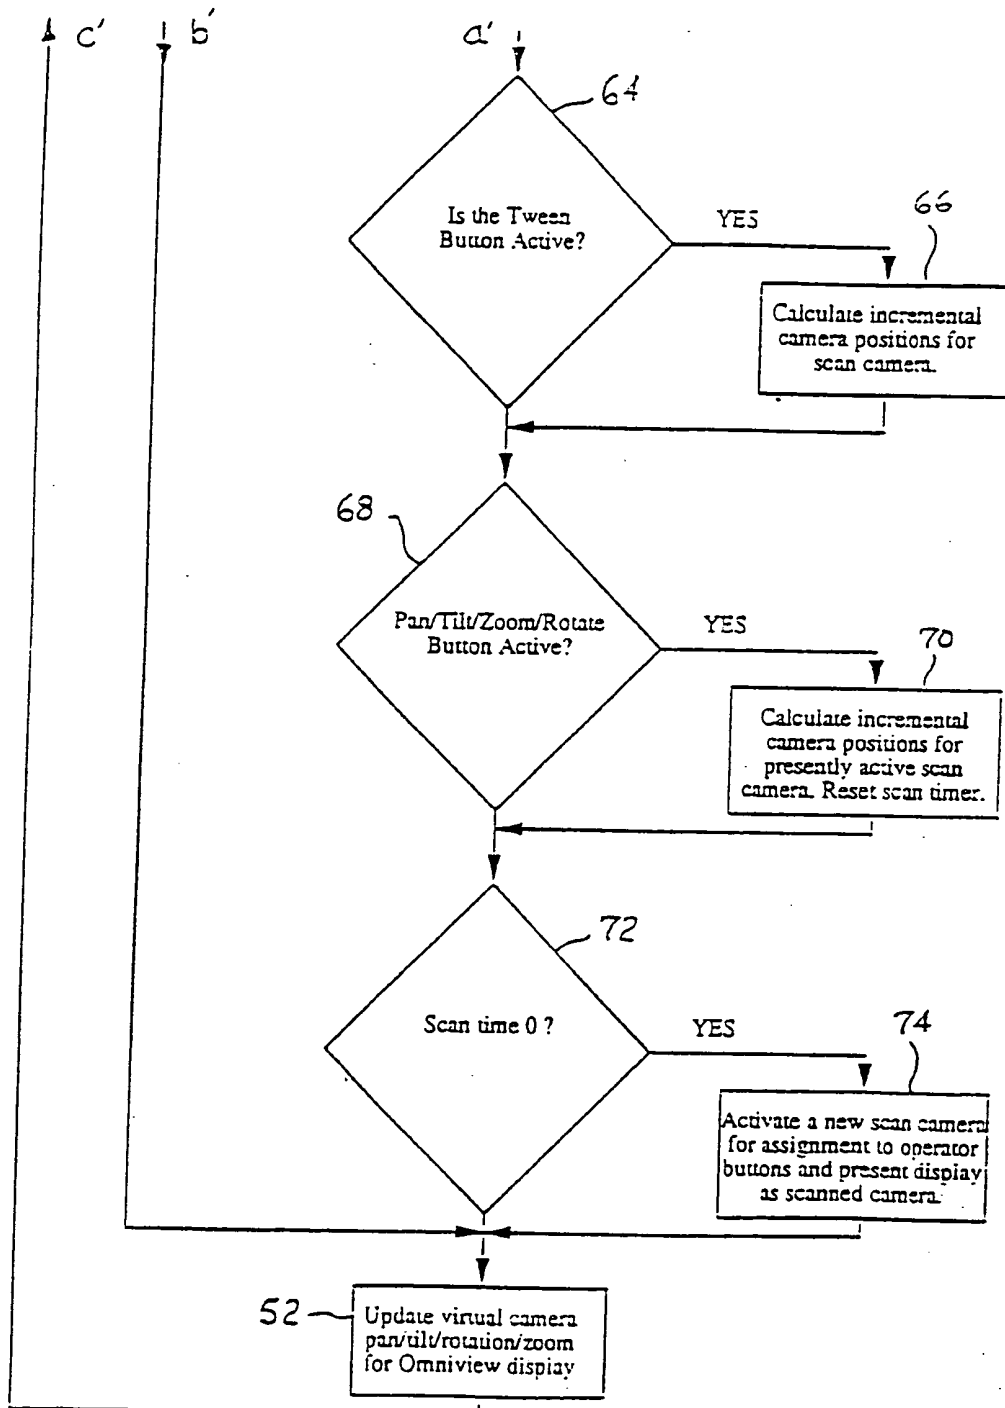 c' b' a'
64
Is the Tween
Button Active?
YES
66
Calculate incremental
camera positions for
scan camera.
68
Pan/Tilt/Zoom/Rotate
Button Active?
YES
70
Calculate incremental
camera positions for
presently active scan
camera. Reset scan timer.
72
Scan time 0 ?
YES
74
Activate a new scan camera
for assignment to operator
buttons and present display
as scanned camera.
52
Update virtual camera
pan/tilt/rotation/zoom
for Omniview display